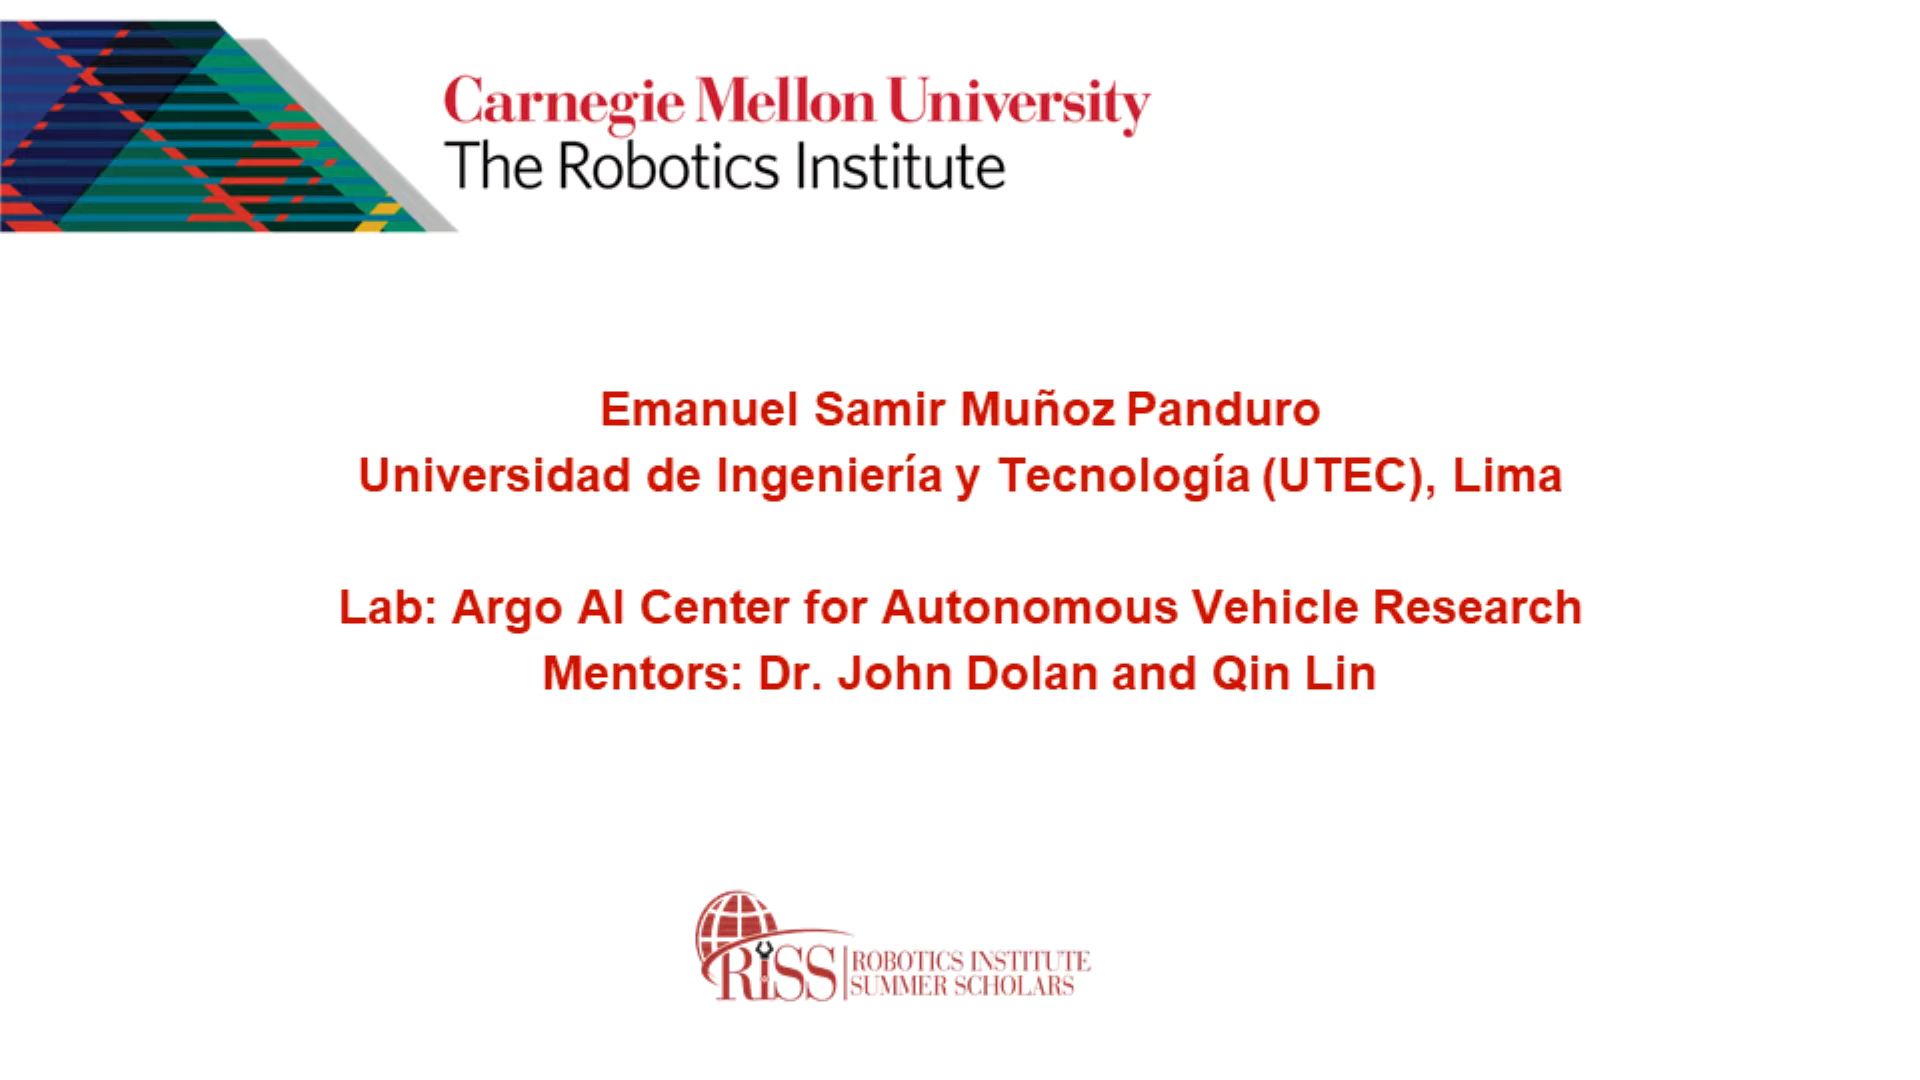 Carnegie Mellon University
The Robotics Institute
Emanuel Samir Muñoz Panduro
Universidad de Ingeniería y Tecnología (UTEC), Lima
Lab: Argo AI Center for Autonomous Vehicle Research
Mentors: Dr. John Dolan and Qin Lin
RiSS
ROBOTICS INSTITUTE
SUMMER SCHOLARS